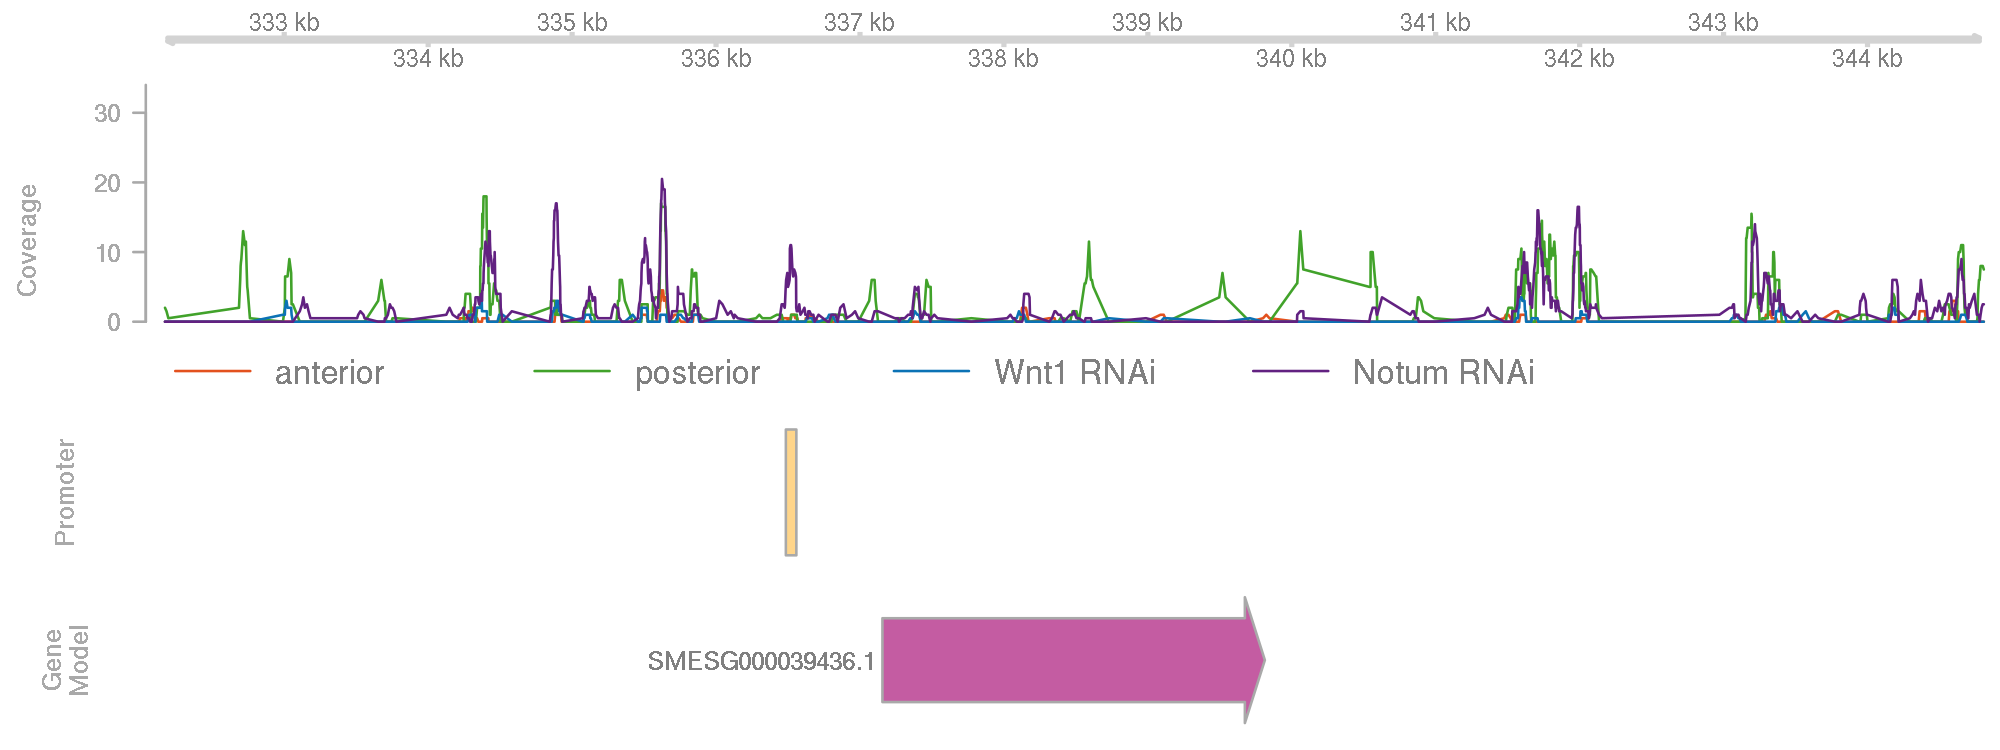 333 kb 335 kb 337 kb 339 kb 341 kb 343 kb
334 kb 336 kb 338 kb 340 kb 342 kb 344 kb
30
20
10
0
Coverage
anterior posterior Wnt1 RNAi Notum RNAi
Promoter
Gene
Model
SMESG000039436.1